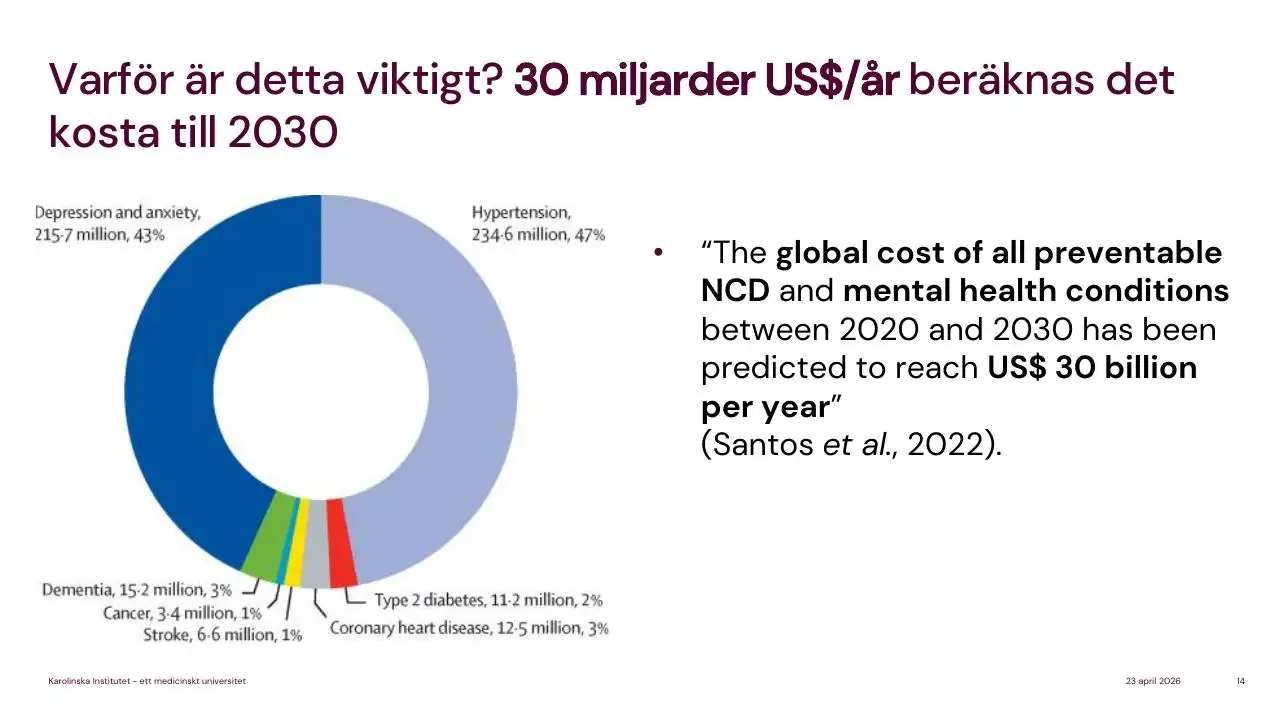 Varför är detta viktigt? 30 miljarder US$/år beräknas det
kosta till 2030
Depression and anxiety,
215·7 million, 43%
Hypertension,
234·6 million, 47%
• “The global cost of all preventable
NCD and mental health conditions
between 2020 and 2030 has been
predicted to reach US$ 30 billion
per year”
(Santos et al., 2022).
Dementia, 15·2 million, 3%
Cancer, 3·4 million, 1%
Stroke, 6·6 million, 1%
Type 2 diabetes, 11·2 million, 2%
Coronary heart disease, 12·5 million, 3%
Karolinska Institutet - ett medicinskt universitet
23 april 2026
14